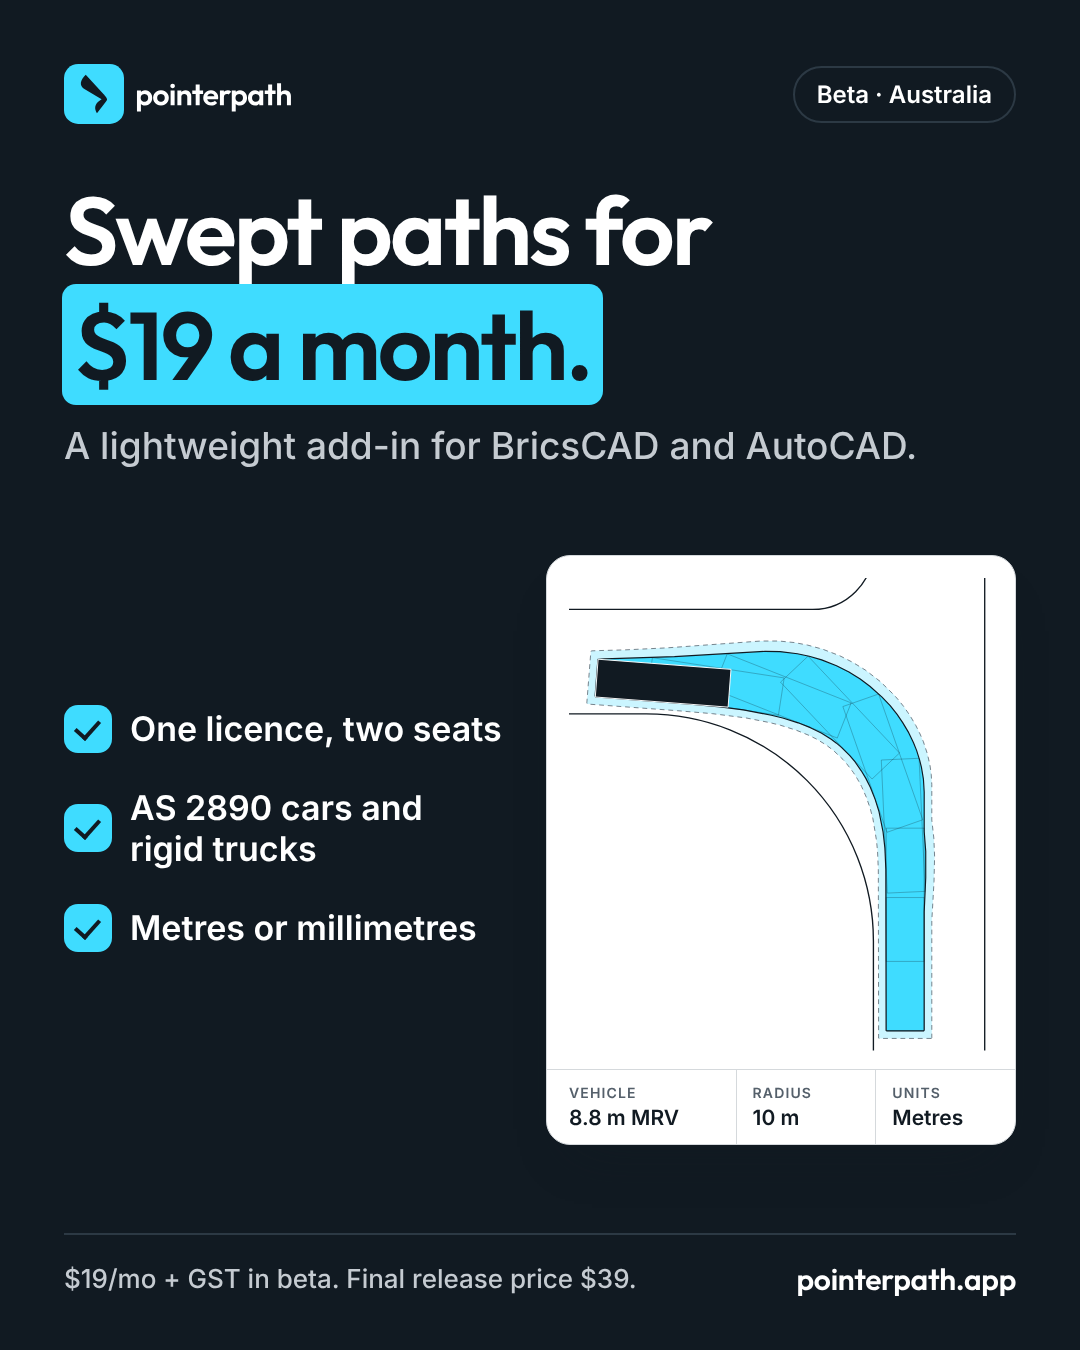 pointerpath
Beta · Australia
Swept paths for
$19 a month.
A lightweight add-in for BricsCAD and AutoCAD.
One licence, two seats
AS 2890 cars and
rigid trucks
Metres or millimetres
VEHICLE
8.8 m MRV
RADIUS
10 m
UNITS
Metres
$19/mo + GST in beta. Final release price $39.
pointerpath.app